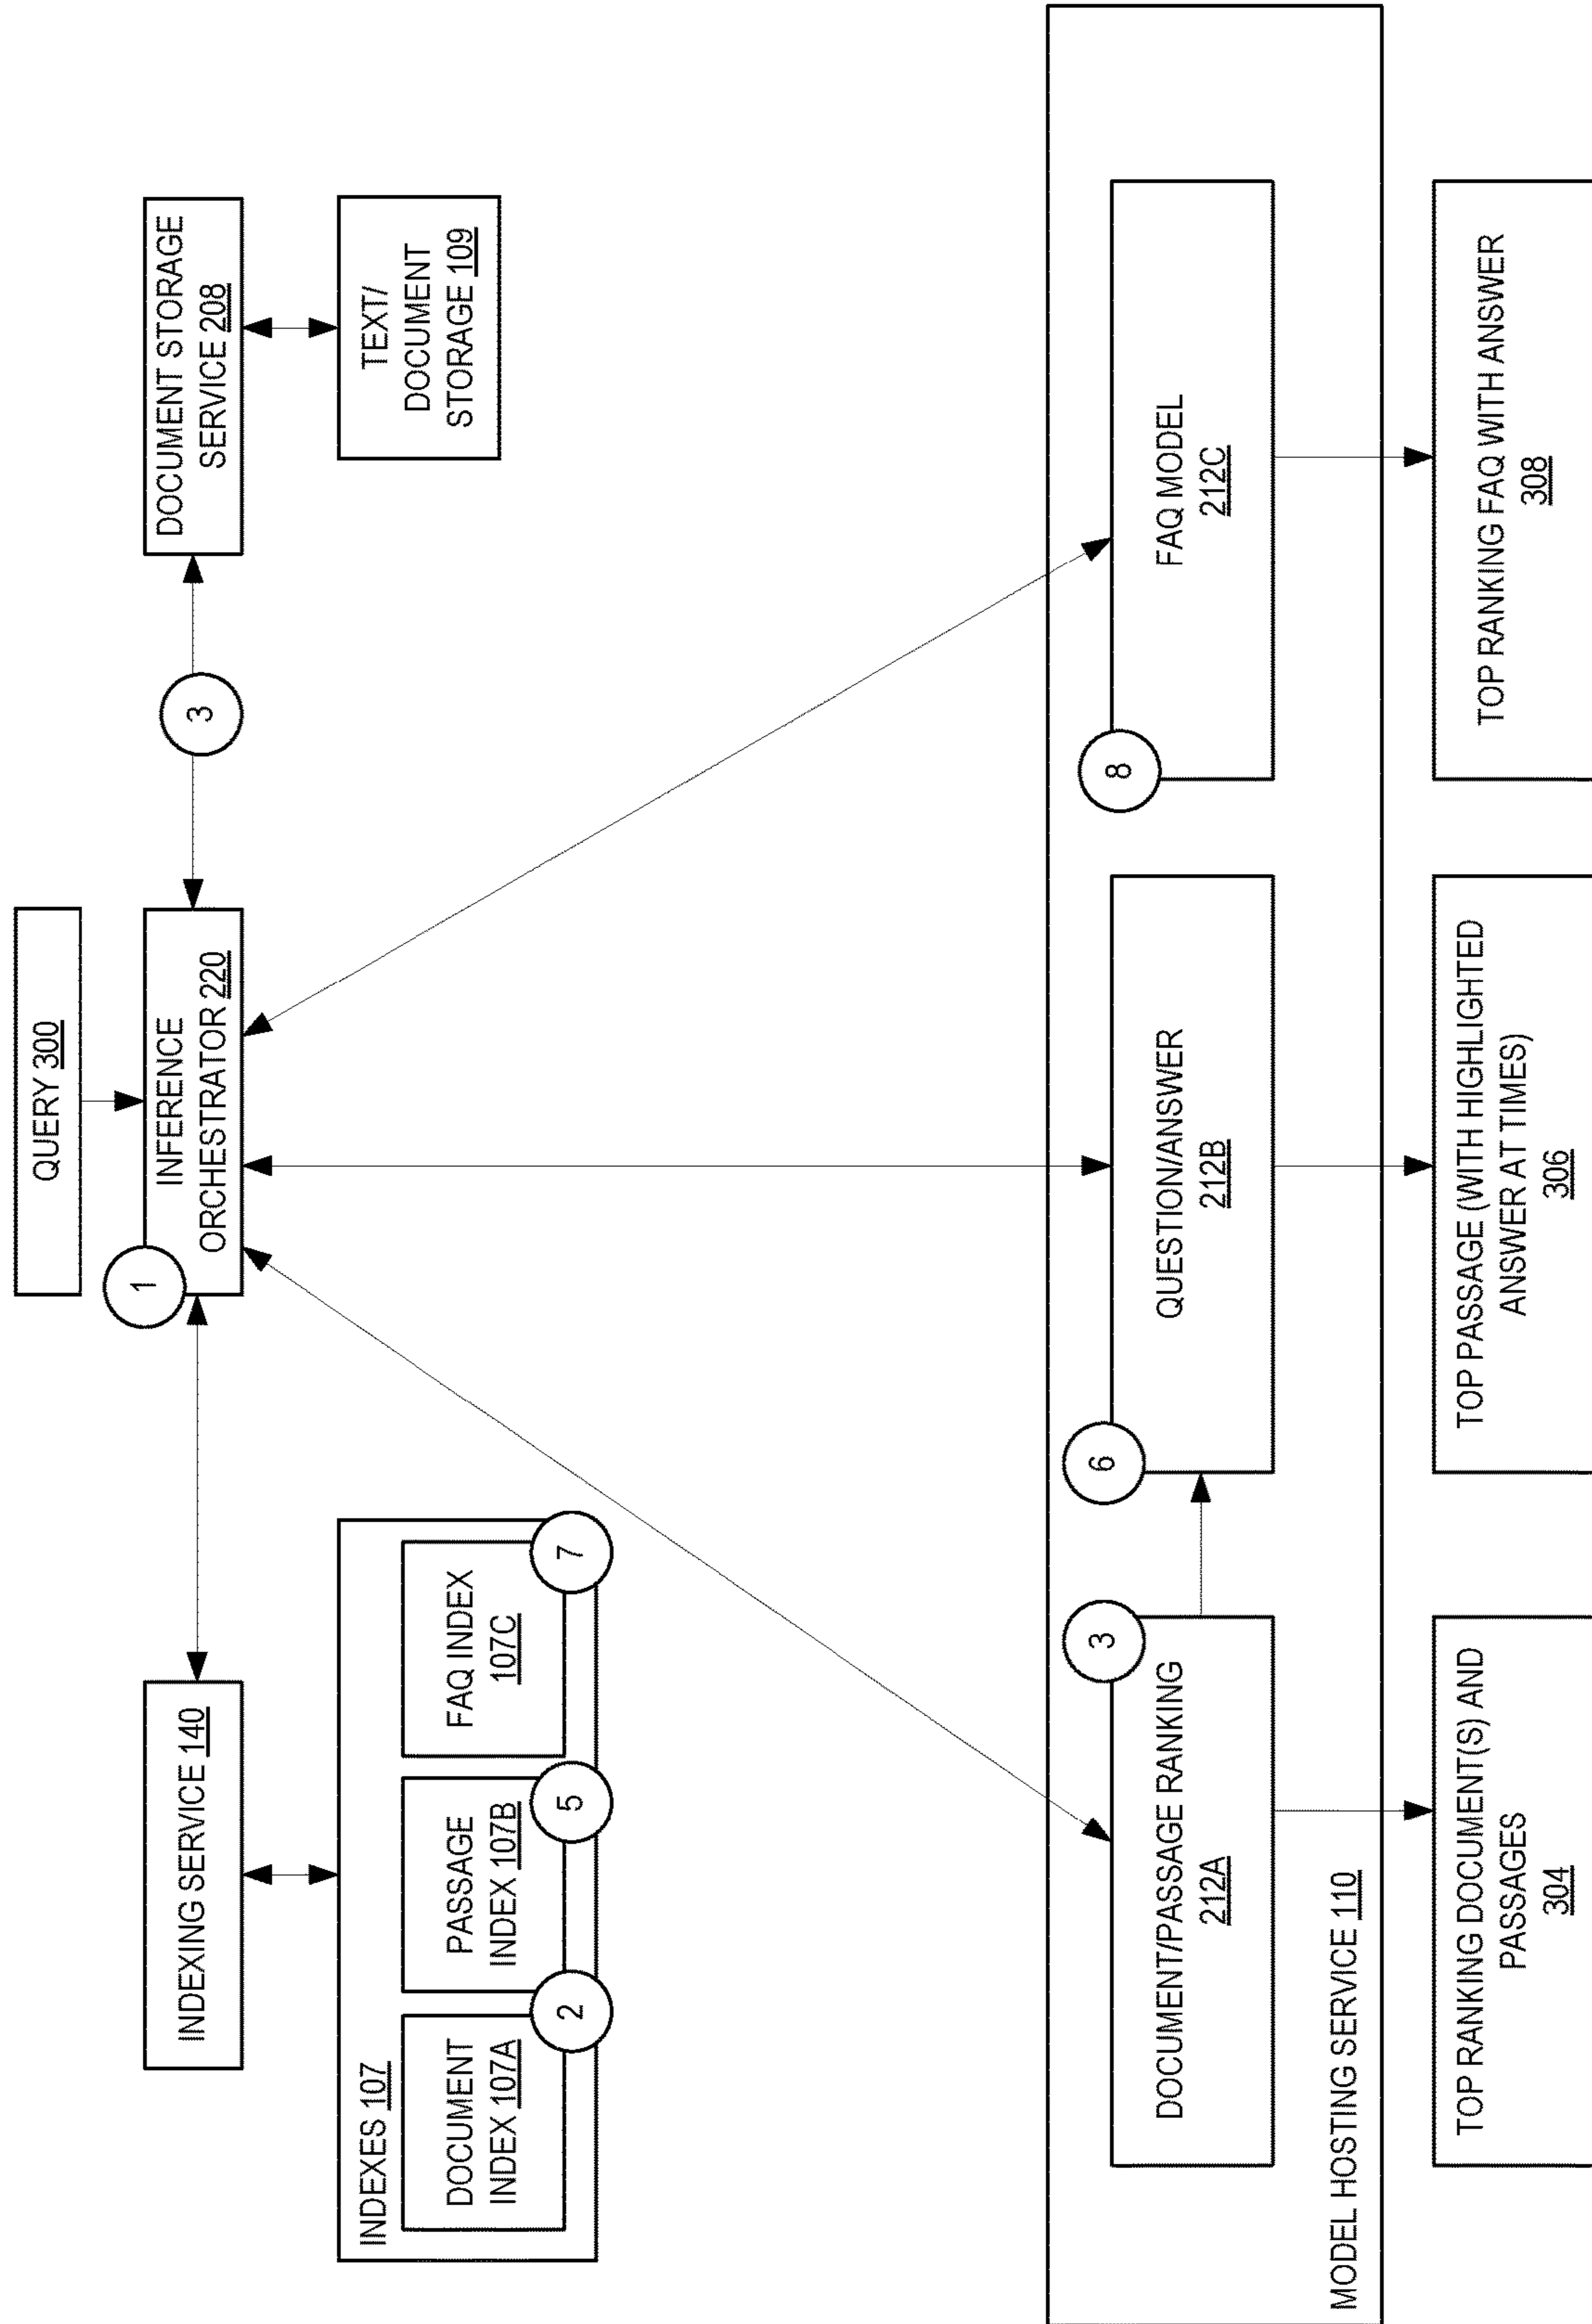 QUERY 300
1
INFERENCE
ORCHESTRATOR 220
INDEXING SERVICE 140
3
DOCUMENT STORAGE
SERVICE 208
TEXT/
DOCUMENT
STORAGE 109
INDEXES 107
DOCUMENT
INDEX 107A
2
PASSAGE
INDEX 107B
5
FAQ INDEX
107C
7
DOCUMENT/PASSAGE RANKING
212A
3
6
QUESTION/ANSWER
212B
8
FAQ MODEL
212C
MODEL HOSTING SERVICE 110
TOP RANKING DOCUMENT(S) AND
PASSAGES
304
TOP PASSAGE (WITH HIGHLIGHTED
ANSWER AT TIMES)
306
TOP RANKING FAQ WITH ANSWER
308